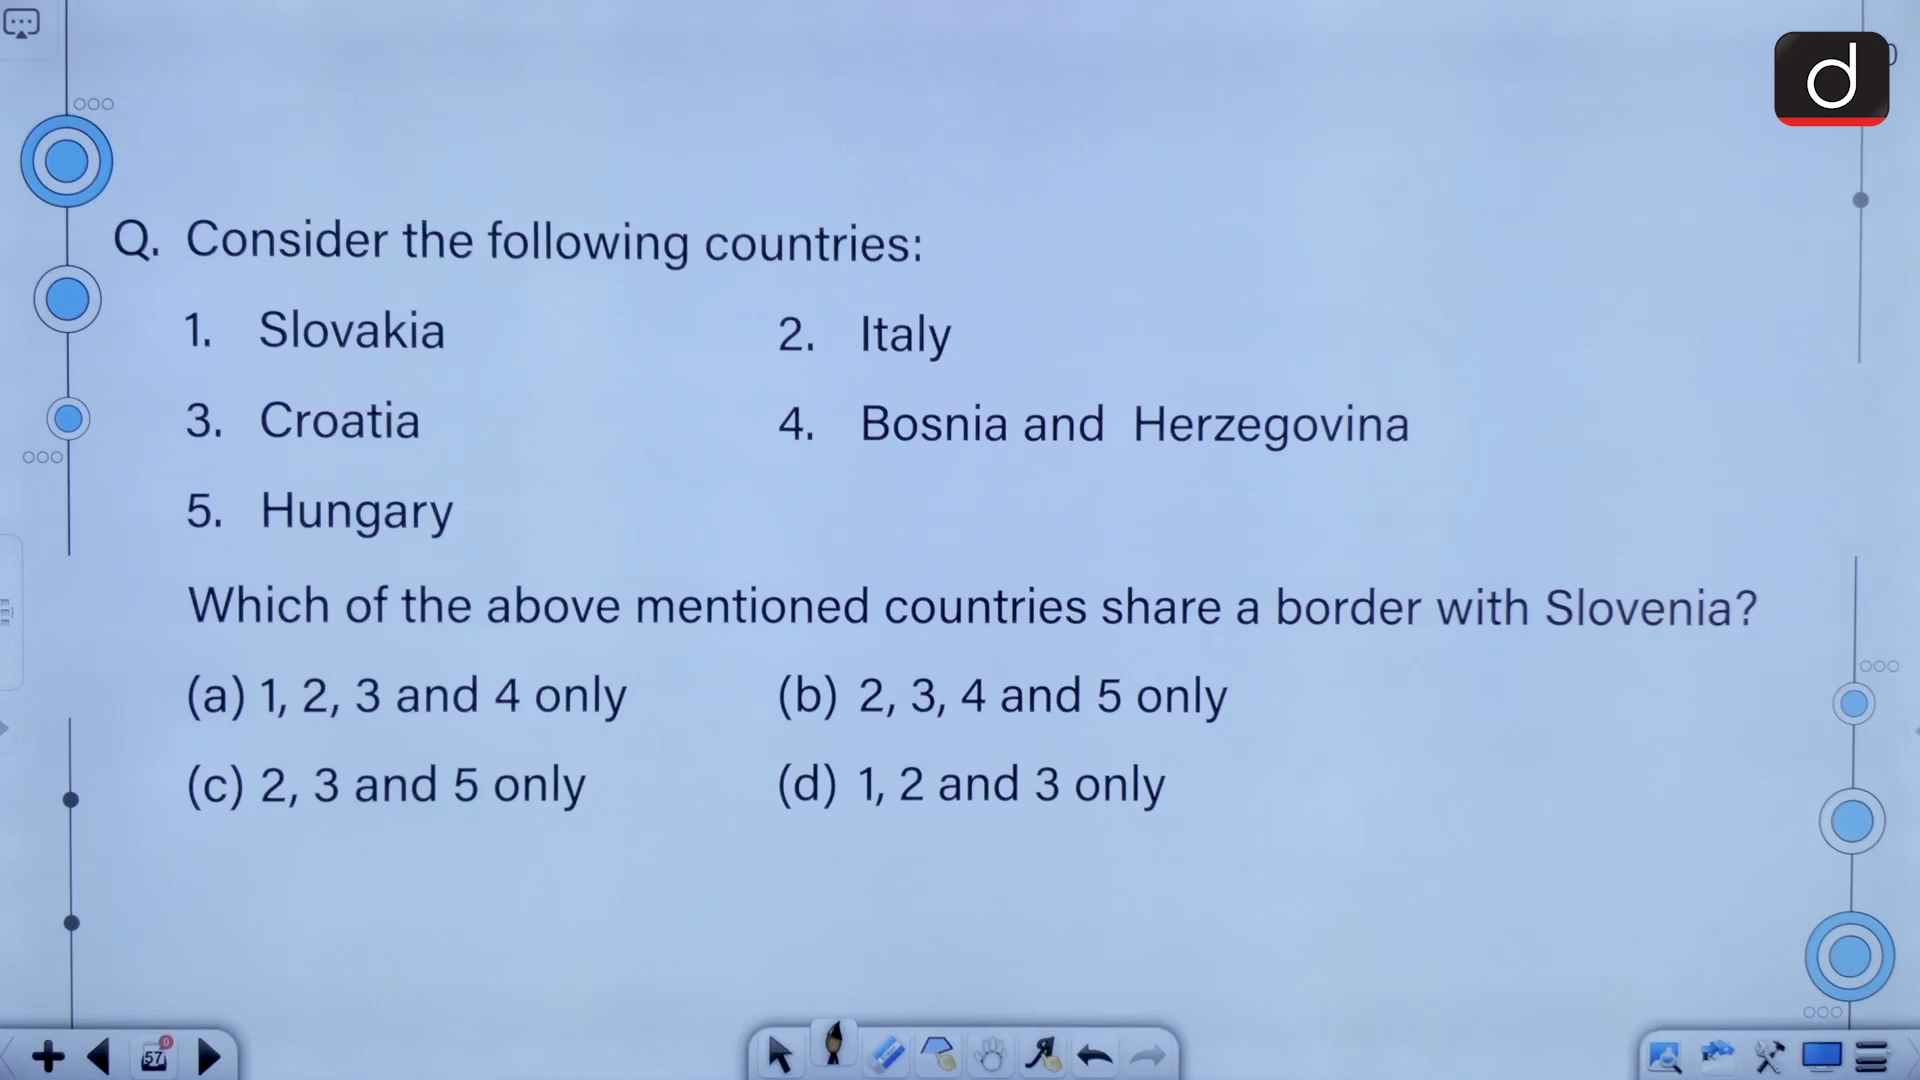 d
Q. Consider the following countries:
1. Slovakia 2. Italy
3. Croatia 4. Bosnia and Herzegovina
5. Hungary
Which of the above mentioned countries share a border with Slovenia?
(a) 1, 2, 3 and 4 only (b) 2, 3, 4 and 5 only
(c) 2, 3 and 5 only (d) 1, 2 and 3 only
57
0